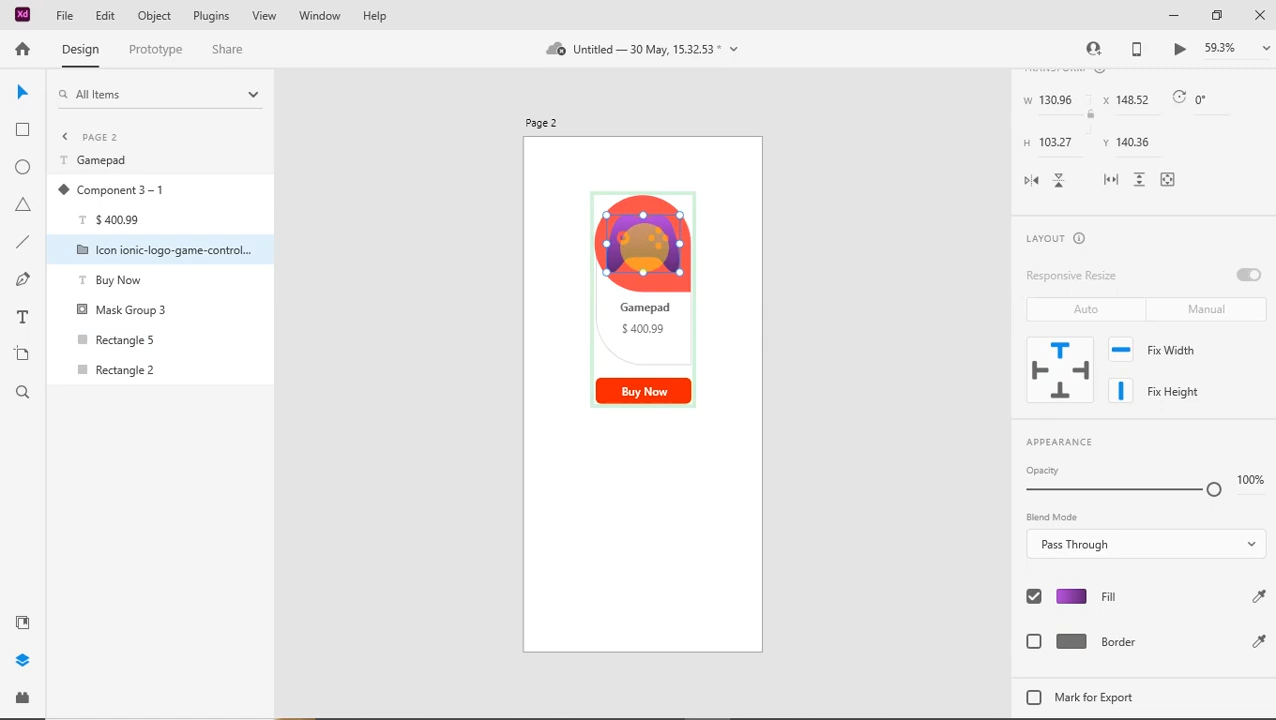 Xd File Edit Object Plugins View Window Help
Design Prototype Share Untitled — 30 May, 15.32.53 * 59.3%
All Items
PAGE 2
Gamepad
Component 3 – 1
$ 400.99
Icon ionic-logo-game-control...
Buy Now
Mask Group 3
Rectangle 5
Rectangle 2
Page 2
Gamepad
$ 400.99
Buy Now
TRANSFORM
W 130.96 X 148.52 0°
H 103.27 Y 140.36
LAYOUT
Responsive Resize
Auto Manual
Fix Width
Fix Height
APPEARANCE
Opacity
100%
Blend Mode
Pass Through
Fill
Border
Mark for Export